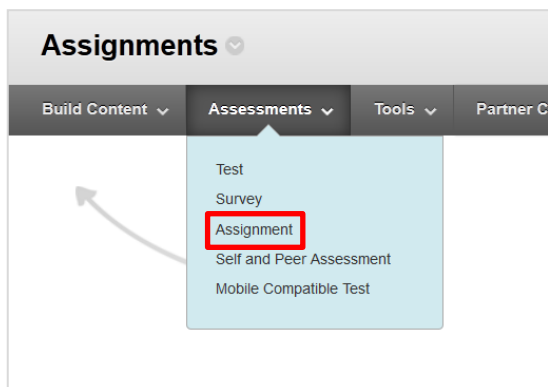 Assignments
Build Content Assessments Tools Partner C
Test
Survey
Assignment
Self and Peer Assessment
Mobile Compatible Test